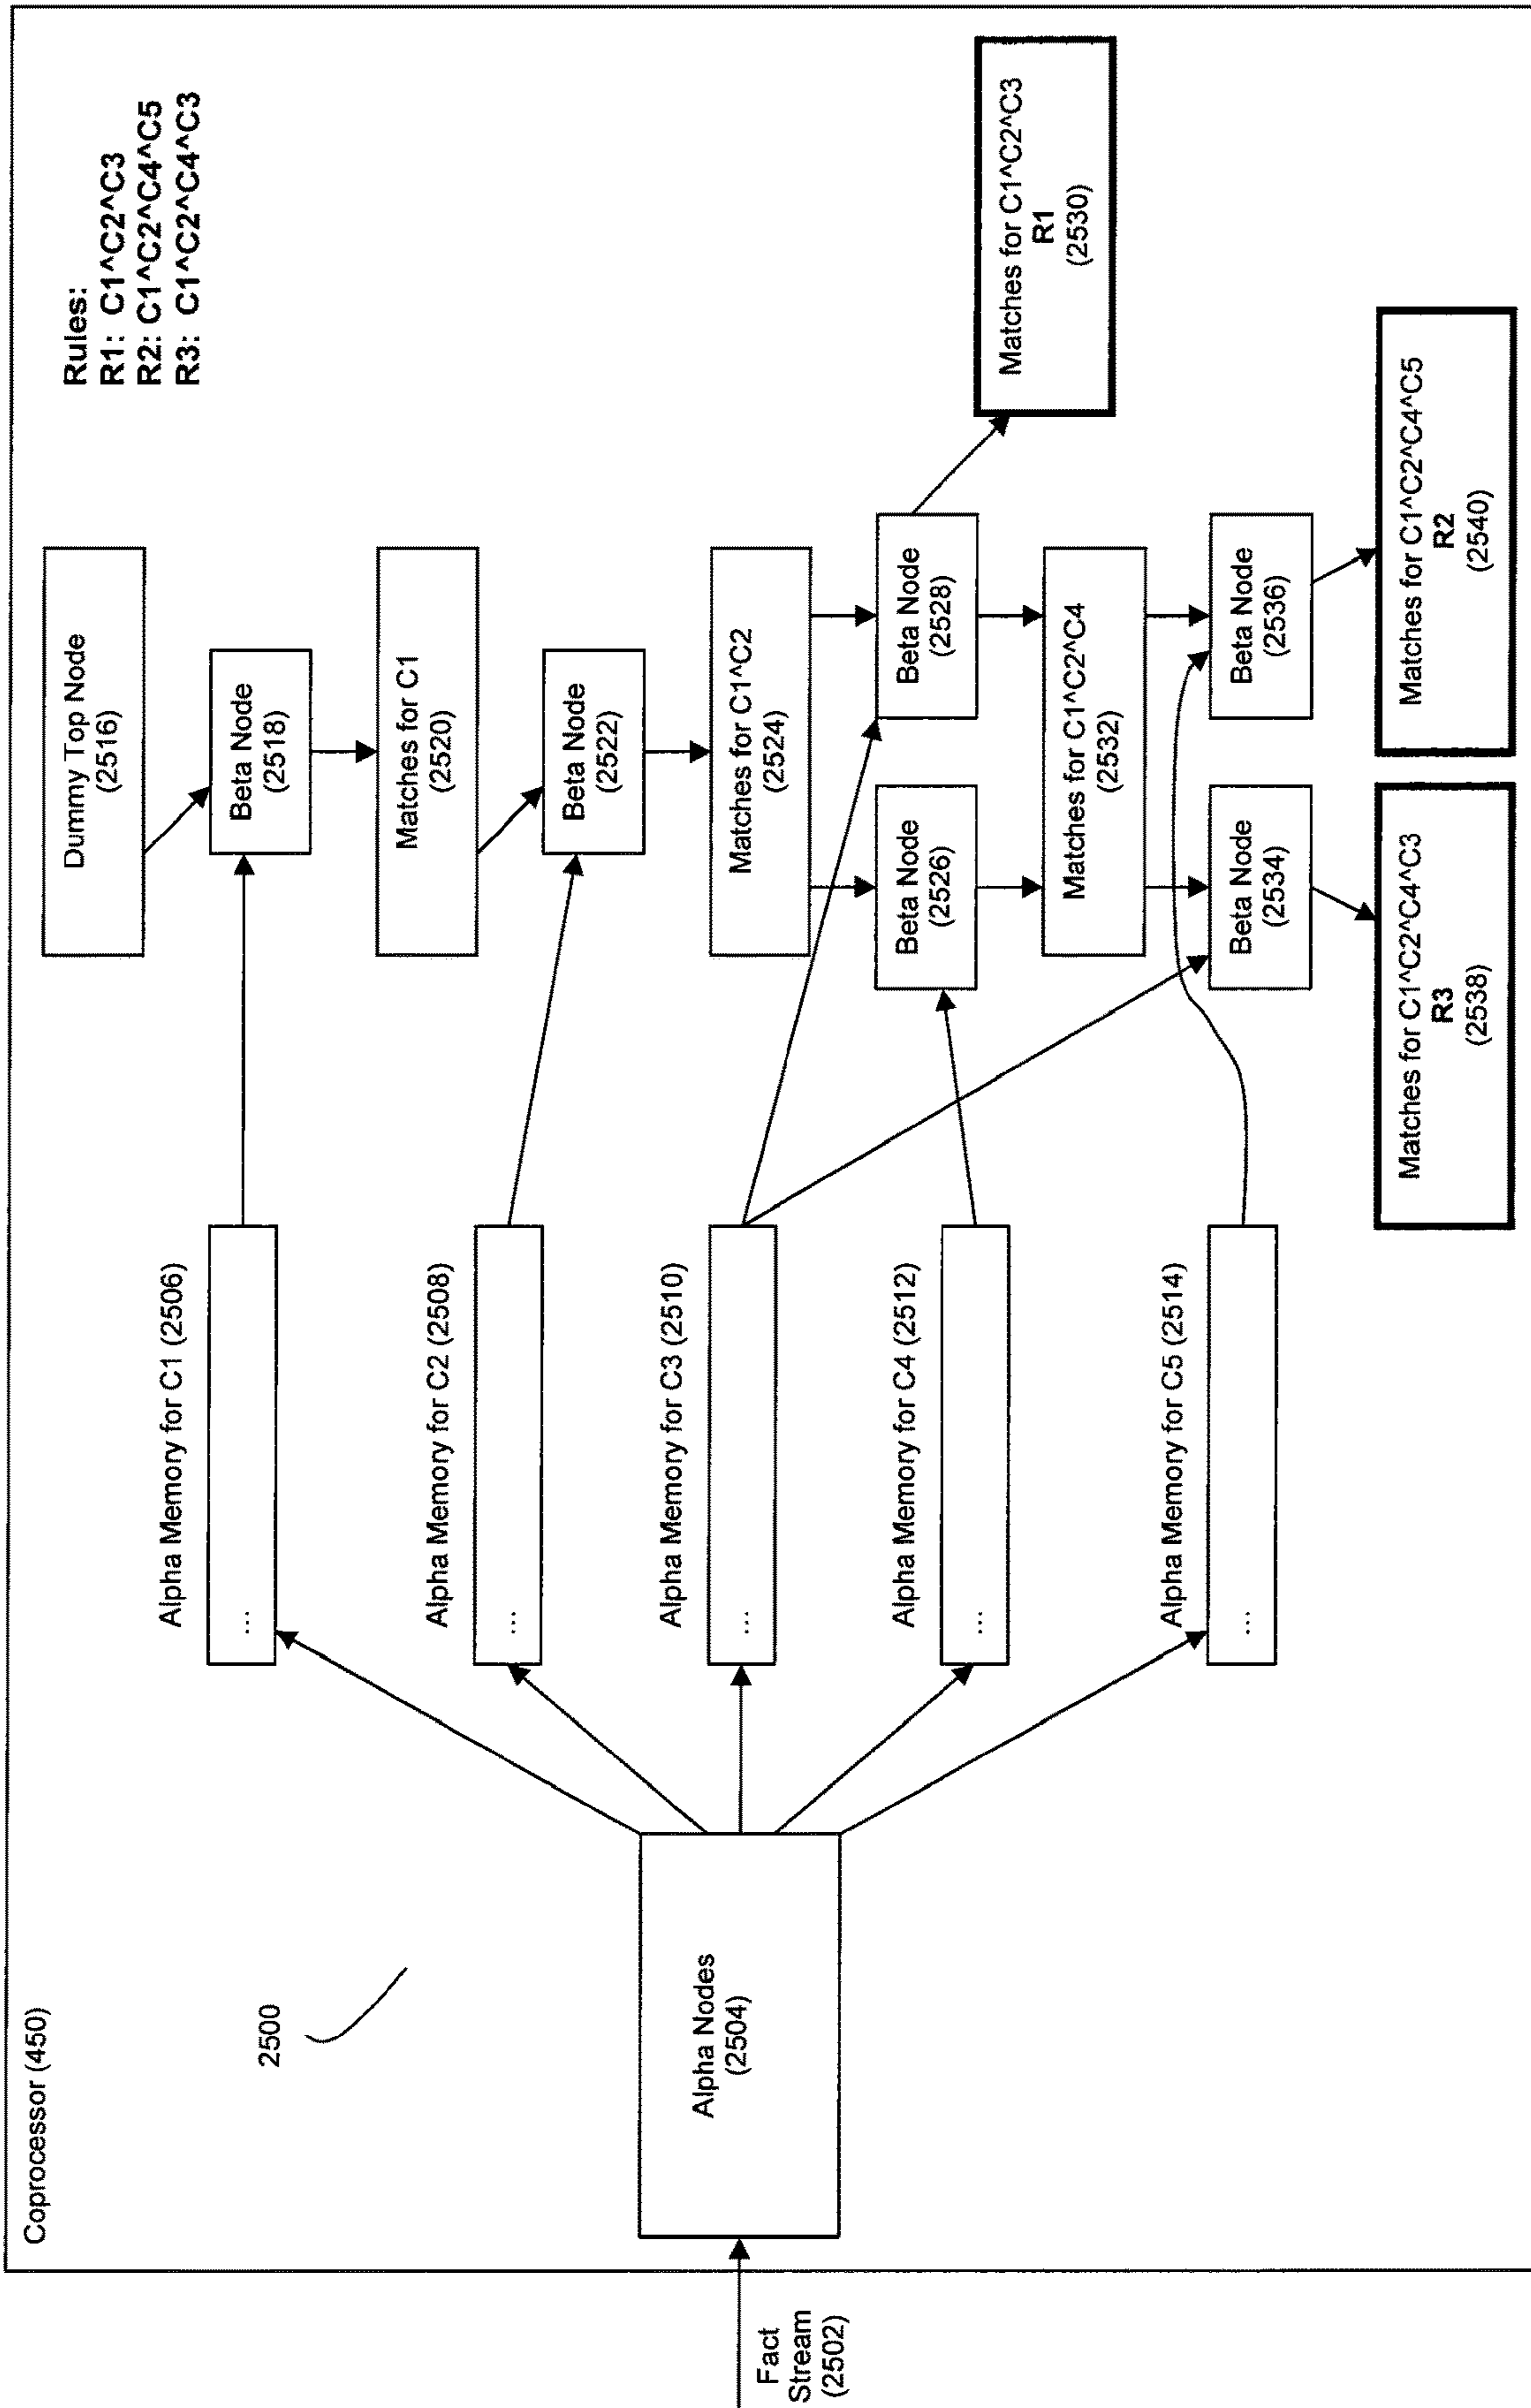 Coprocessor (450)
2500
Rules:
R1: C1^C2^C3
R2: C1^C2^C4^C5
R3: C1^C2^C4^C3
Fact
Stream
(2502)
Alpha Nodes
(2504)
Alpha Memory for C1 (2506)
...
Alpha Memory for C2 (2508)
...
Alpha Memory for C3 (2510)
...
Alpha Memory for C4 (2512)
...
Alpha Memory for C5 (2514)
...
Dummy Top Node
(2516)
Beta Node
(2518)
Matches for C1
(2520)
Beta Node
(2522)
Matches for C1^C2
(2524)
Beta Node
(2526)
Beta Node
(2528)
Matches for C1^C2^C3
R1
(2530)
Matches for C1^C2^C4
(2532)
Beta Node
(2534)
Beta Node
(2536)
Matches for C1^C2^C4^C3
R3
(2538)
Matches for C1^C2^C4^C5
R2
(2540)